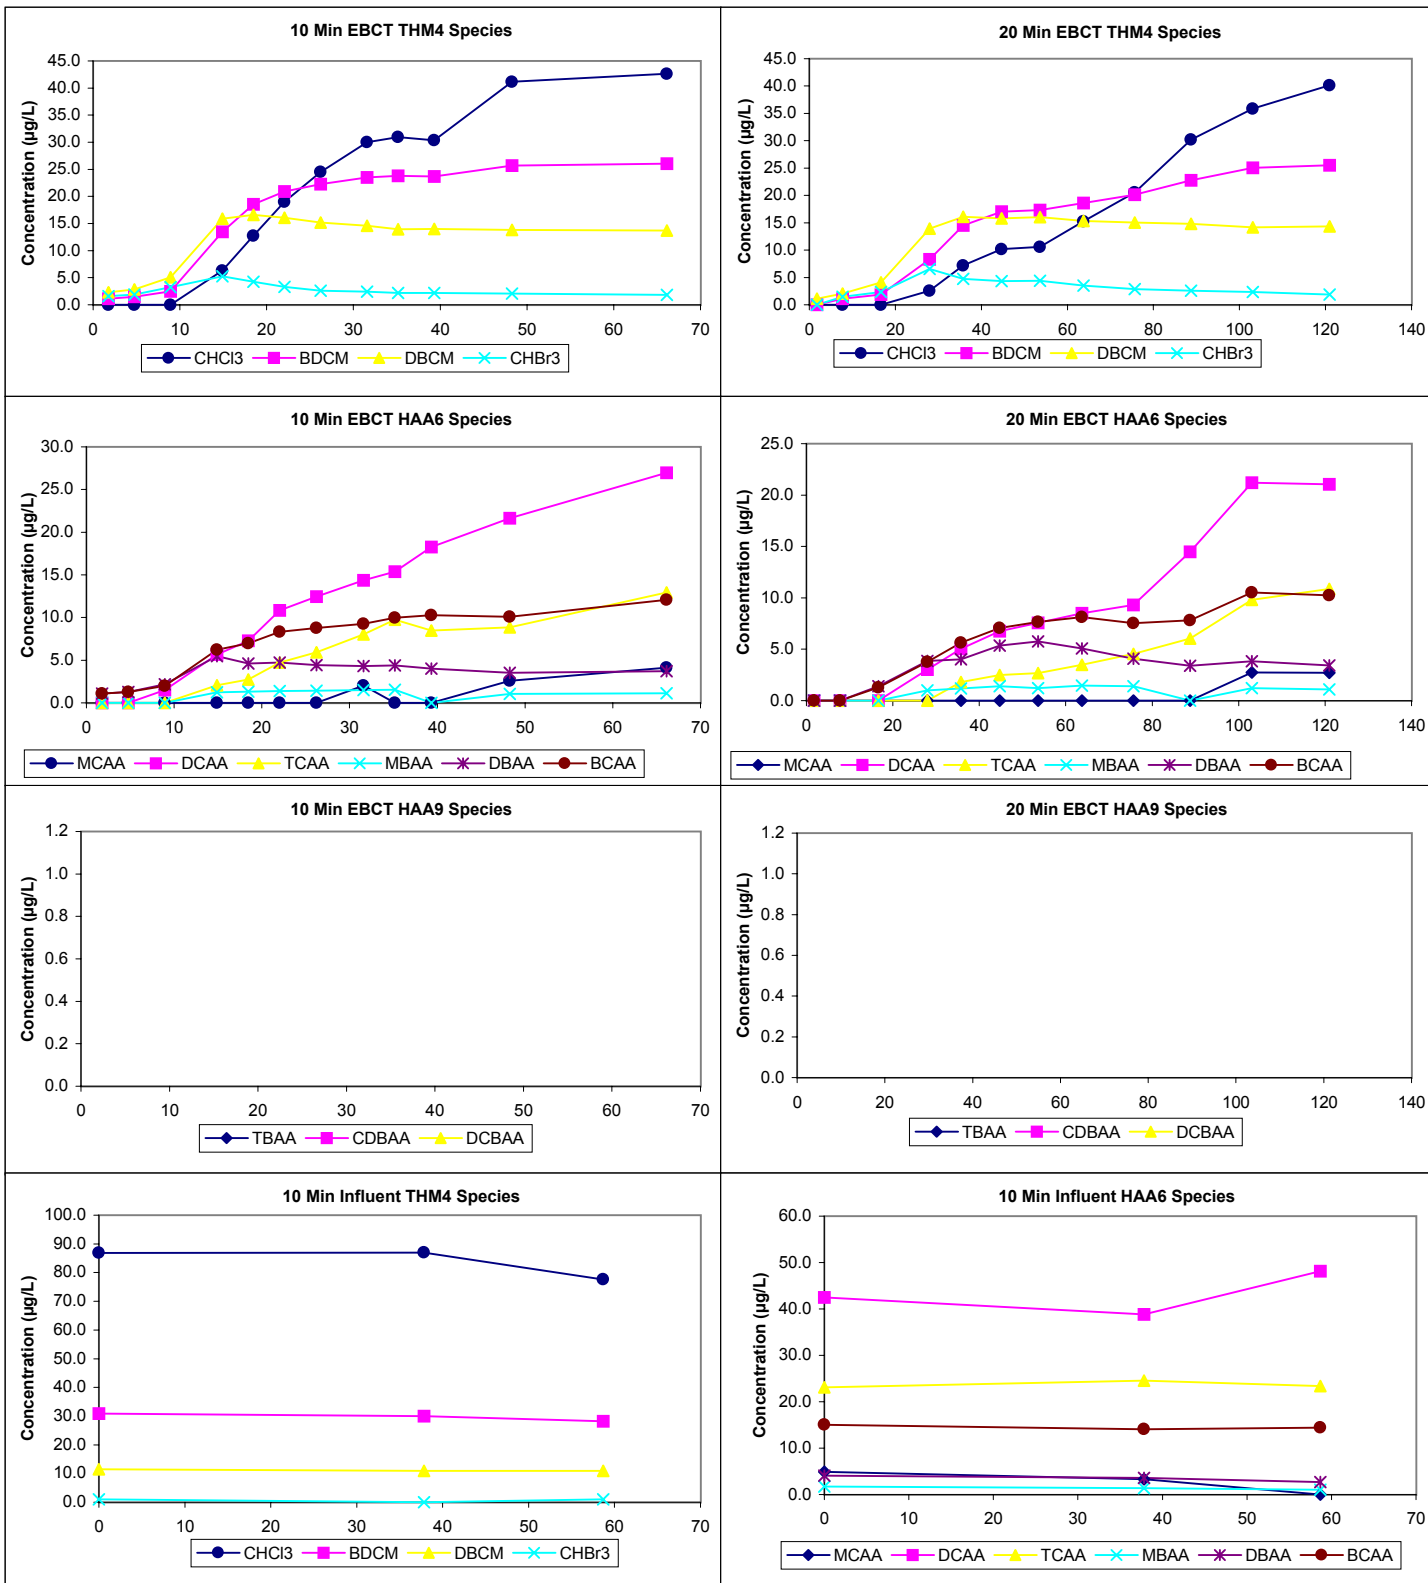 10 Min EBCT THM4 Species
Concentration (µg/L)
45.0
40.0
35.0
30.0
25.0
20.0
15.0
10.0
5.0
0.0
0 10 20 30 40 50 60 70
CHCl3 BDCM DBCM CHBr3
20 Min EBCT THM4 Species
Concentration (µg/L)
45.0
40.0
35.0
30.0
25.0
20.0
15.0
10.0
5.0
0.0
0 20 40 60 80 100 120 140
CHCl3 BDCM DBCM CHBr3
10 Min EBCT HAA6 Species
Concentration (µg/L)
30.0
25.0
20.0
15.0
10.0
5.0
0.0
0 10 20 30 40 50 60 70
MCAA DCAA TCAA MBAA DBAA BCAA
20 Min EBCT HAA6 Species
Concentration (µg/L)
25.0
20.0
15.0
10.0
5.0
0.0
0 20 40 60 80 100 120 140
MCAA DCAA TCAA MBAA DBAA BCAA
10 Min EBCT HAA9 Species
Concentration (µg/L)
1.2
1.0
0.8
0.6
0.4
0.2
0.0
0 10 20 30 40 50 60 70
TBAA CDBAA DCBAA
20 Min EBCT HAA9 Species
Concentration (µg/L)
1.2
1.0
0.8
0.6
0.4
0.2
0.0
0 20 40 60 80 100 120 140
TBAA CDBAA DCBAA
10 Min Influent THM4 Species
Concentration (µg/L)
100.0
90.0
80.0
70.0
60.0
50.0
40.0
30.0
20.0
10.0
0.0
0 10 20 30 40 50 60 70
CHCl3 BDCM DBCM CHBr3
10 Min Influent HAA6 Species
Concentration (µg/L)
60.0
50.0
40.0
30.0
20.0
10.0
0.0
0 10 20 30 40 50 60 70
MCAA DCAA TCAA MBAA DBAA BCAA